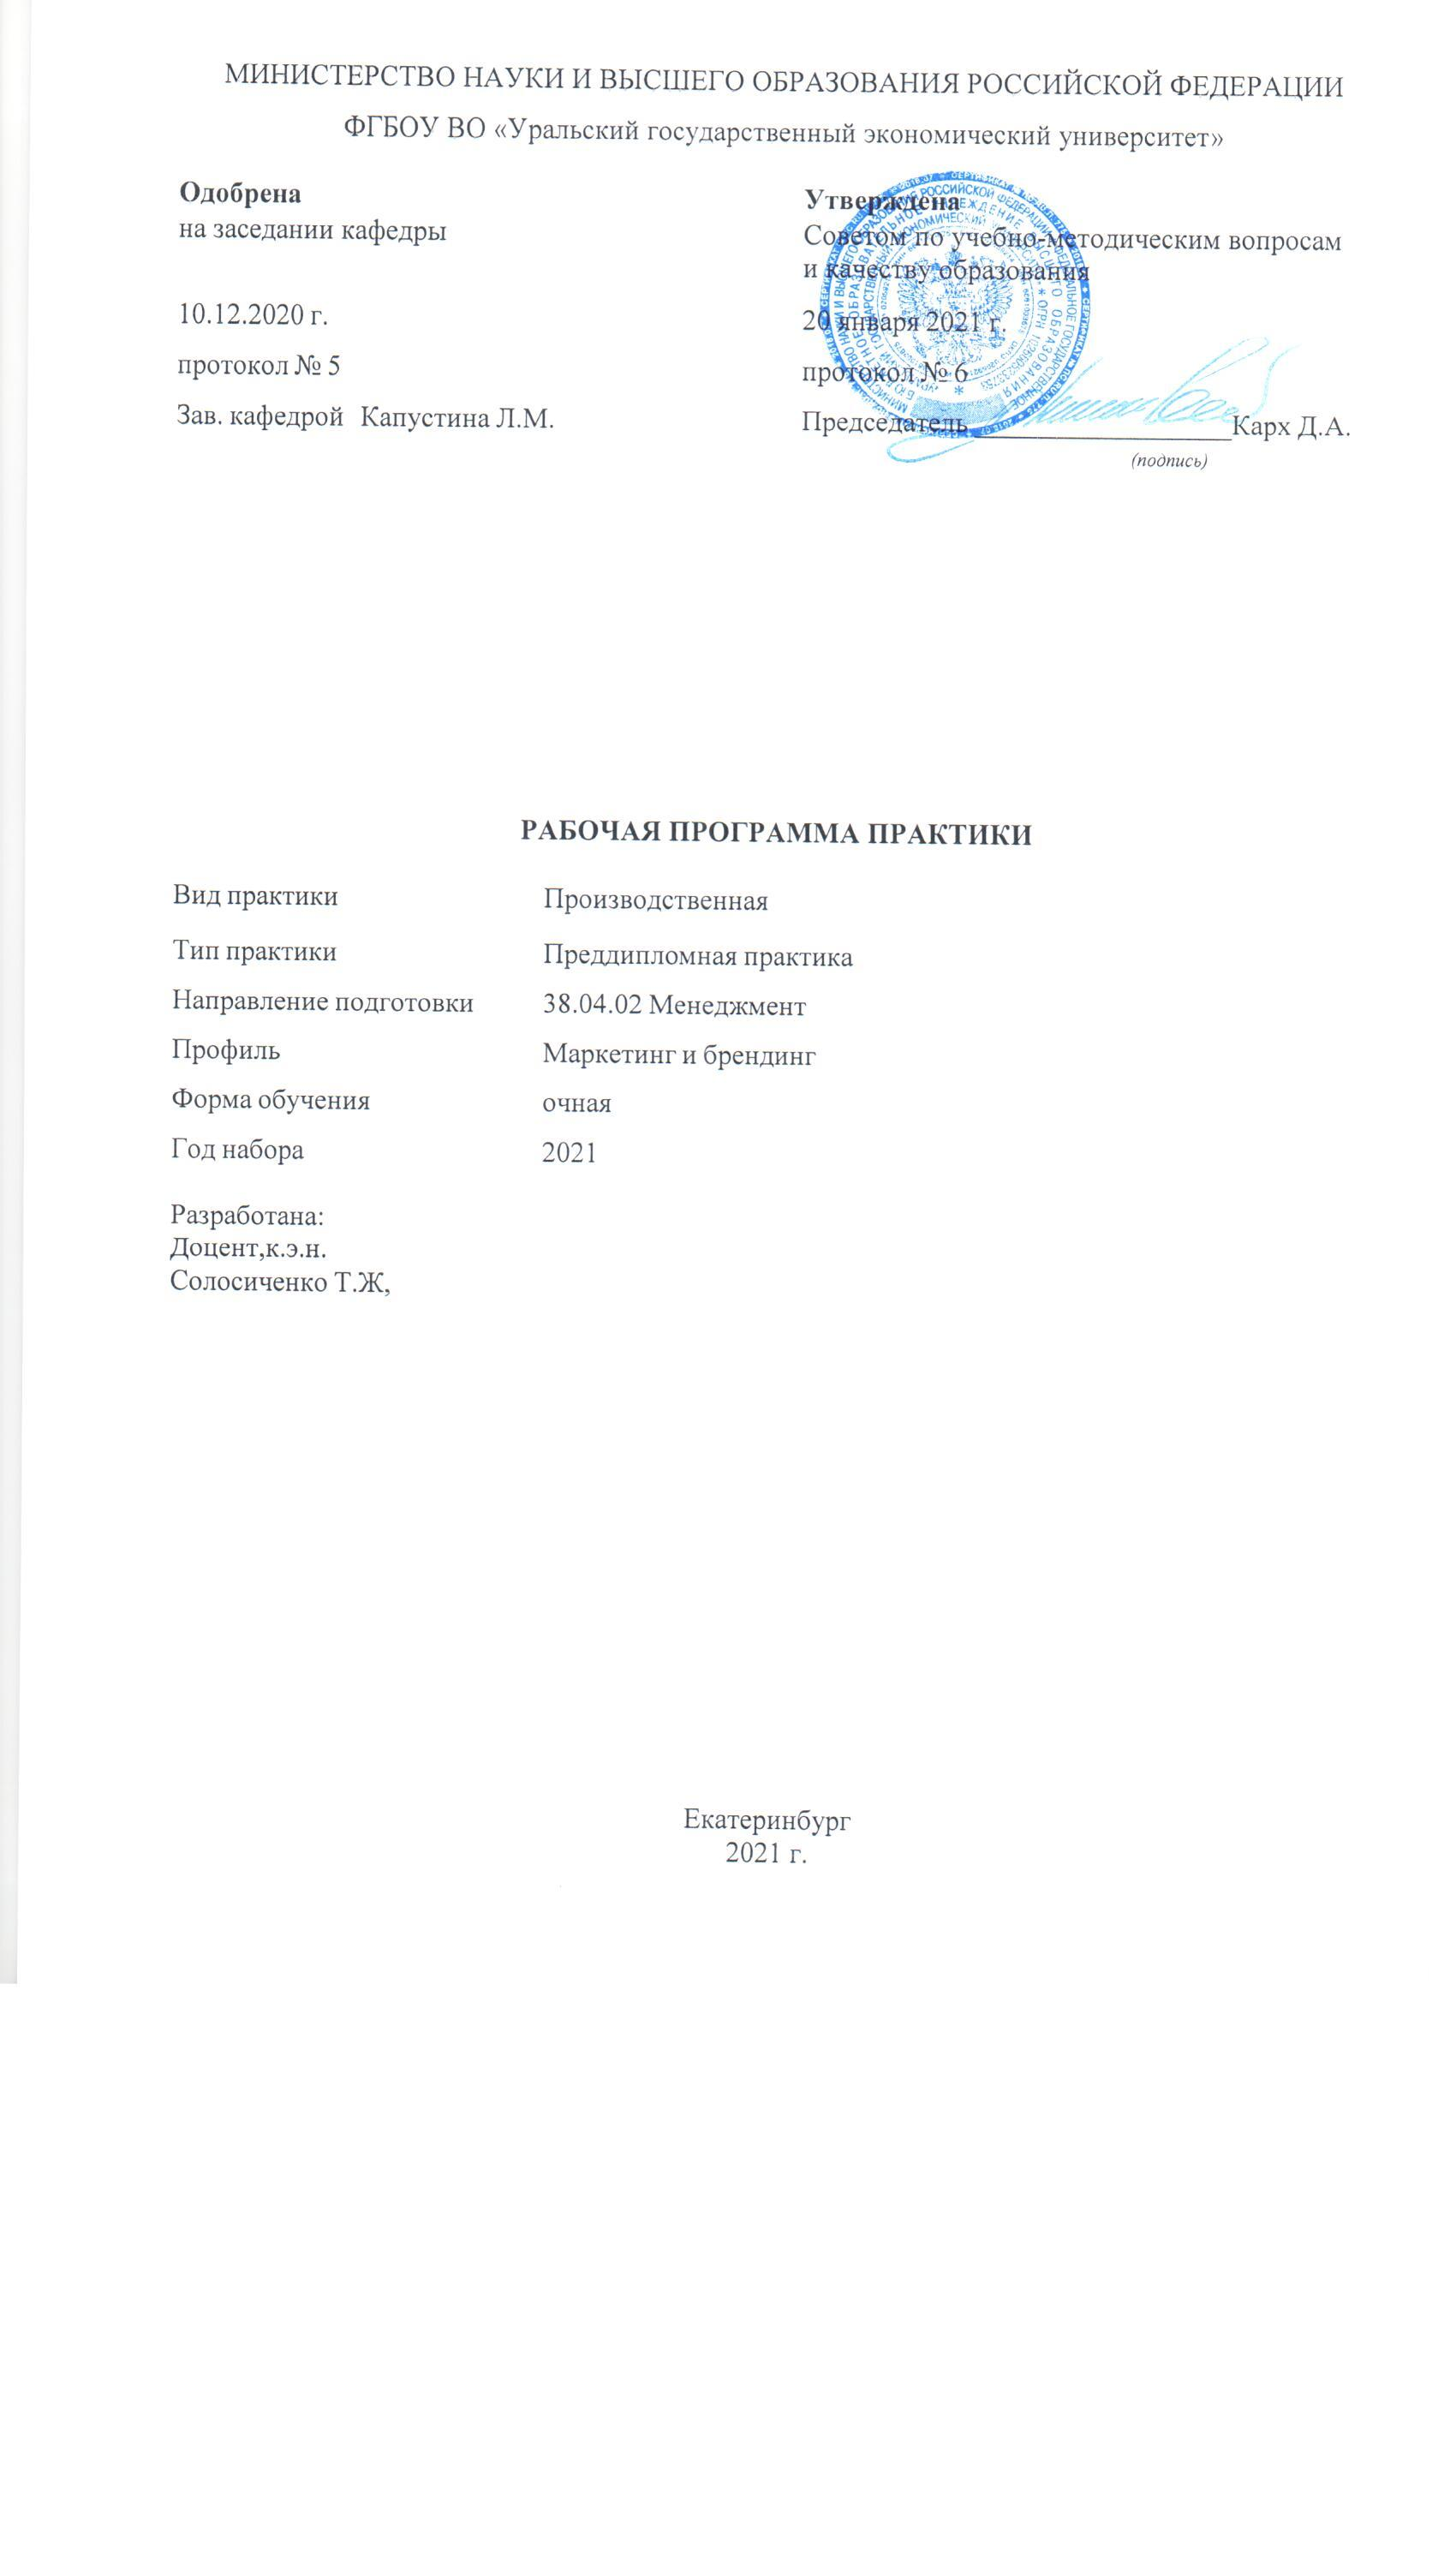 МИНИСТЕРСТВО НАУКИ И ВЫСШЕГО ОБРАЗОВАНИЯ РОССИЙСКОЙ ФЕДЕРАЦИИ
ФГБОУ ВО «Уральский государственный экономический университет»
Одобрена
на заседании кафедры
10.12.2020 г.
протокол № 5
Зав. кафедрой Капустина Л.М.
Утверждена
Советом по учебно-методическим вопросам
и качеству образования
20 января 2021 г.
протокол № 6
Председатель ____________________Карх Д.А.
(подпись)
РАБОЧАЯ ПРОГРАММА ПРАКТИКИ
Вид практики Производственная
Тип практики Преддипломная практика
Направление подготовки 38.04.02 Менеджмент
Профиль Маркетинг и брендинг
Форма обучения очная
Год набора 2021
Разработана:
Доцент,к.э.н.
Солосиченко Т.Ж,
Екатеринбург
2021 г.